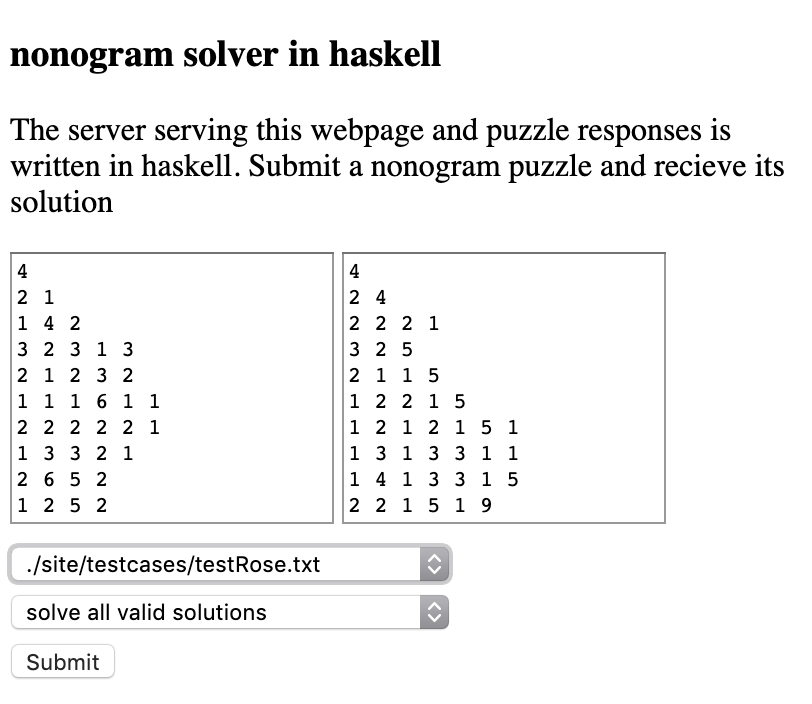 nonogram solver in haskell
The server serving this webpage and puzzle responses is
written in haskell. Submit a nonogram puzzle and recieve its
solution
4
2 1
1 4 2
3 2 3 1 3
2 1 2 3 2
1 1 1 6 1 1
2 2 2 2 2 1
1 3 3 2 1
2 6 5 2
1 2 5 2
4
2 4
2 2 2 1
3 2 5
2 1 1 5
1 2 2 1 5
1 2 1 2 1 5 1
1 3 1 3 3 1 1
1 4 1 3 3 1 5
2 2 1 5 1 9
./site/testcases/testRose.txt
solve all valid solutions
Submit